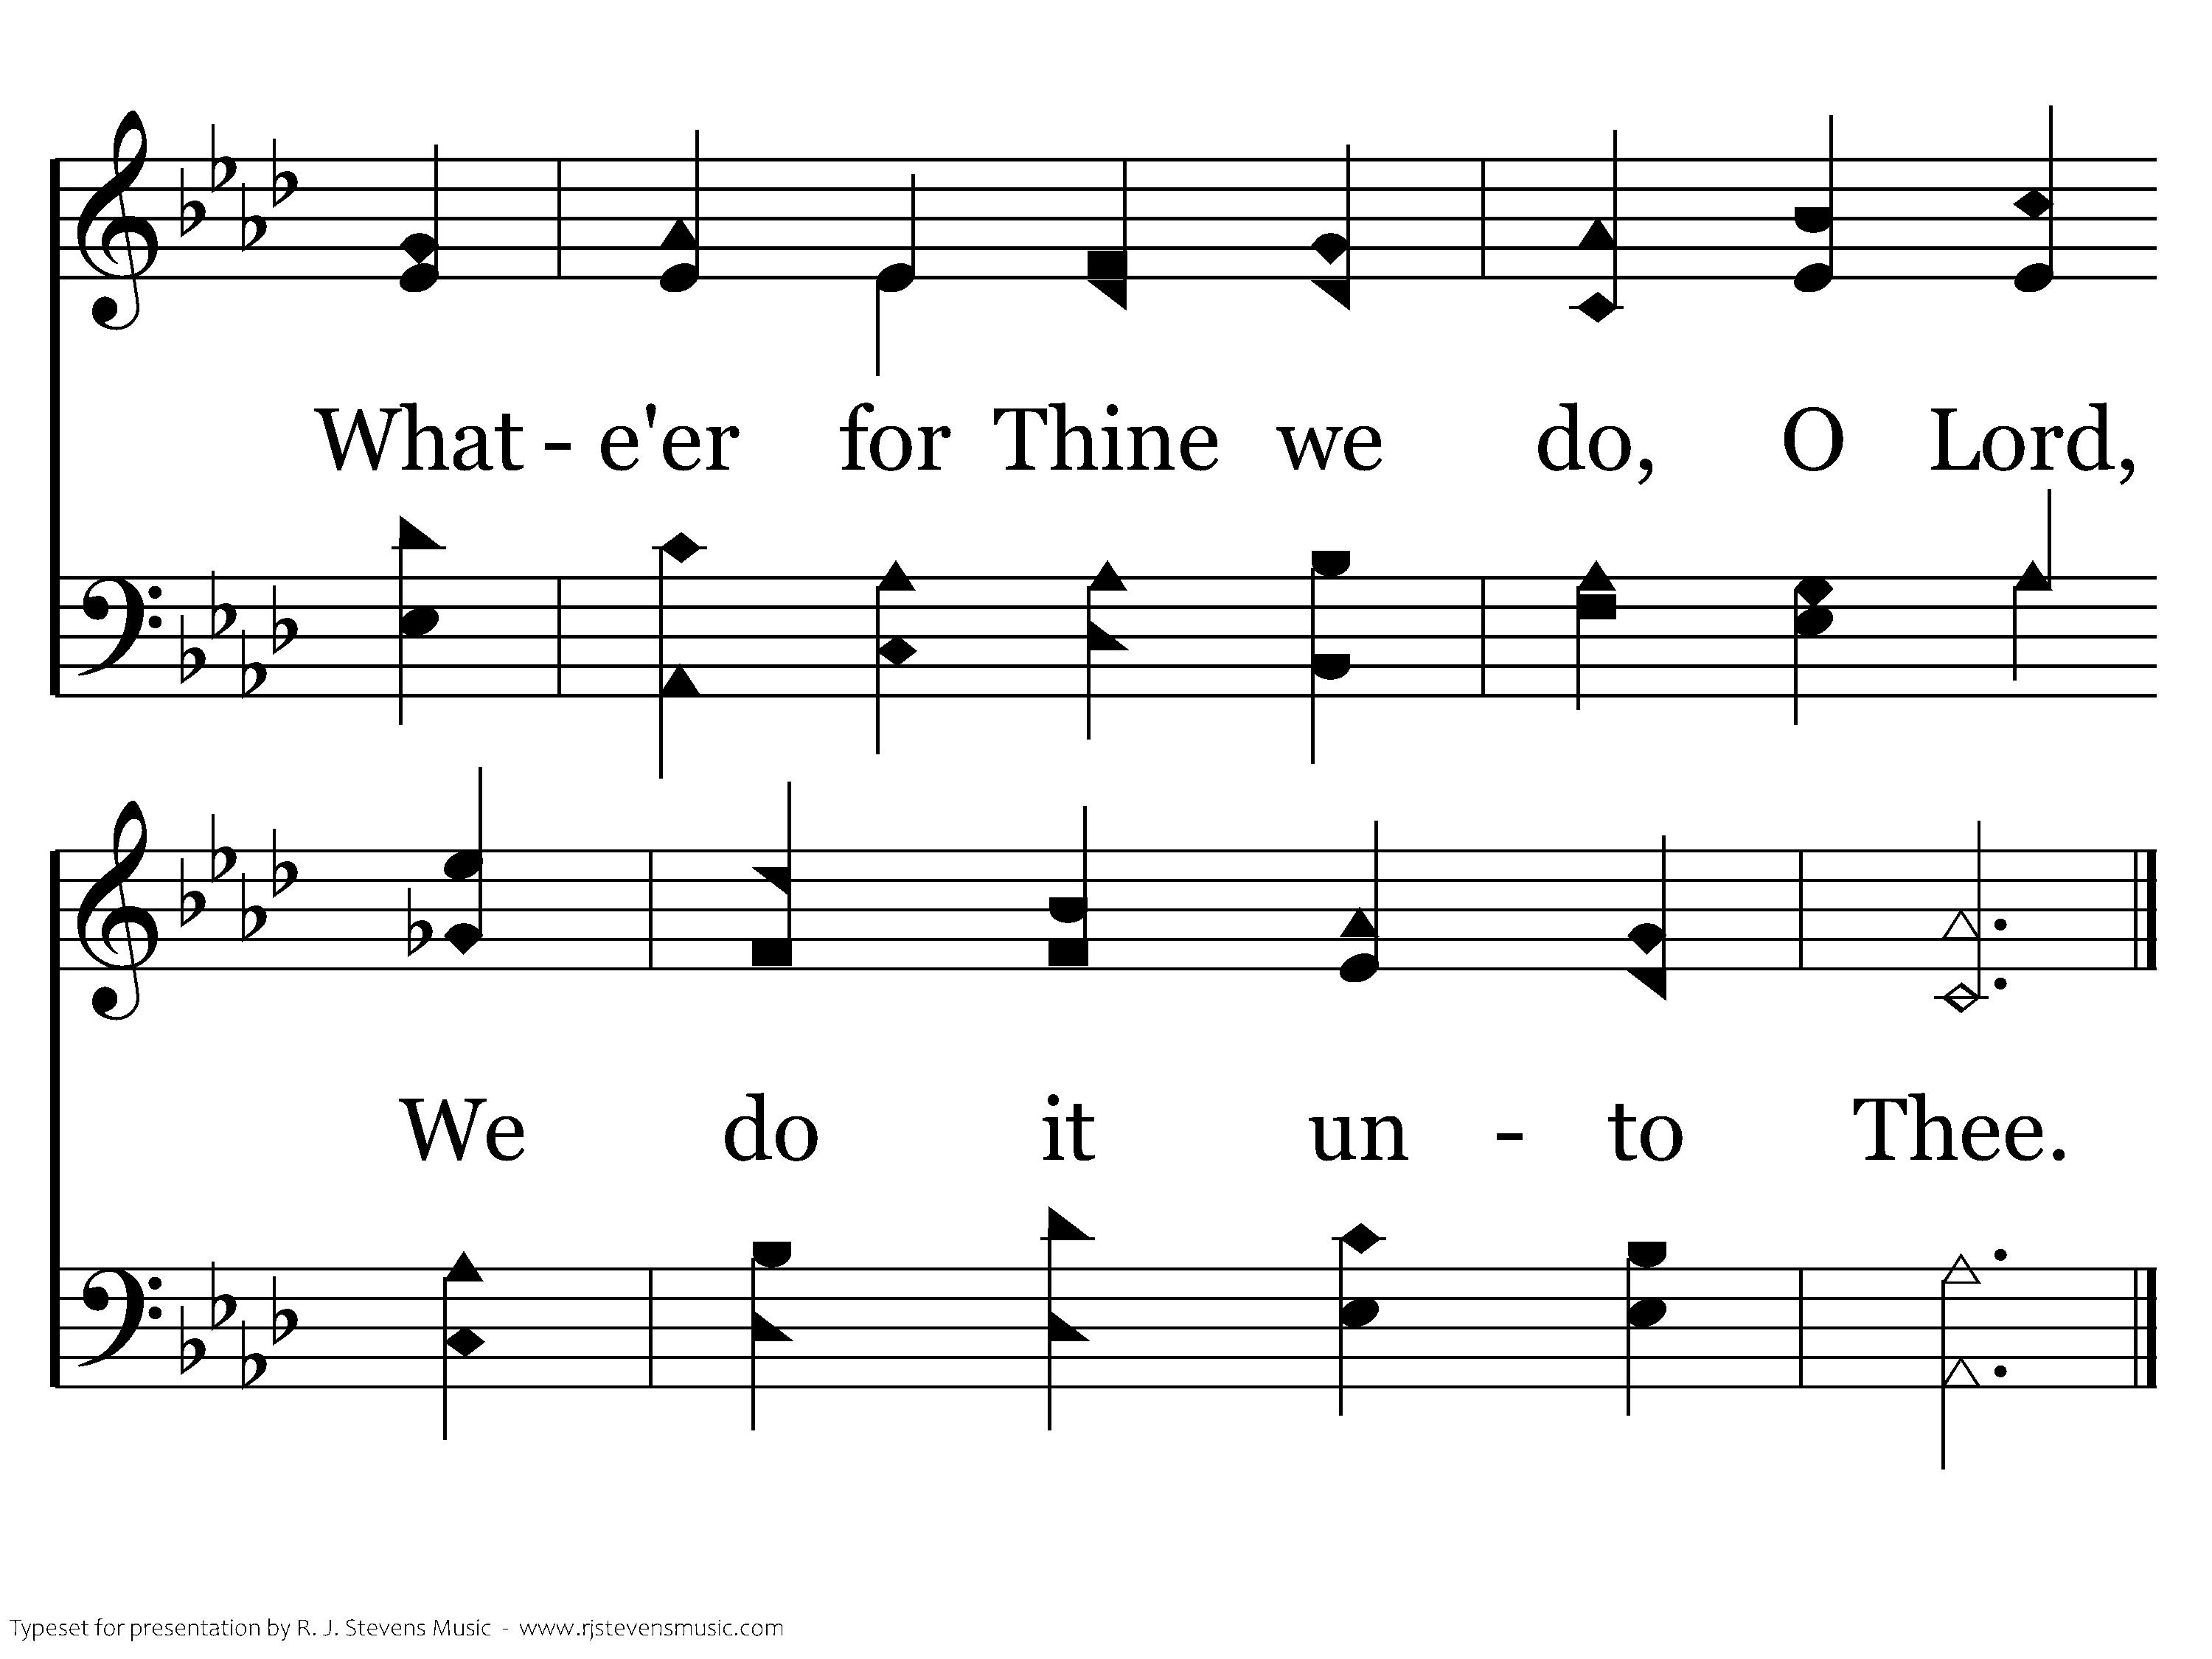 What - e'er for Thine we do, O Lord,
We do it un - to Thee.
Typeset for presentation by R. J. Stevens Music - www.rjstevensmusic.com